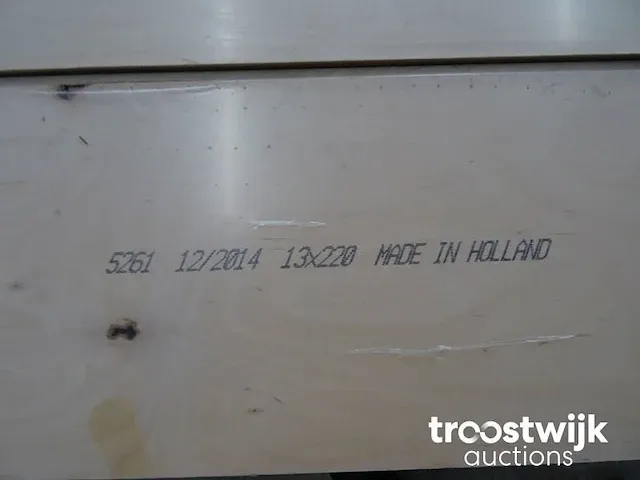 5261 12/2014 13x220 MADE IN HOLLAND
troostwijk
auctions